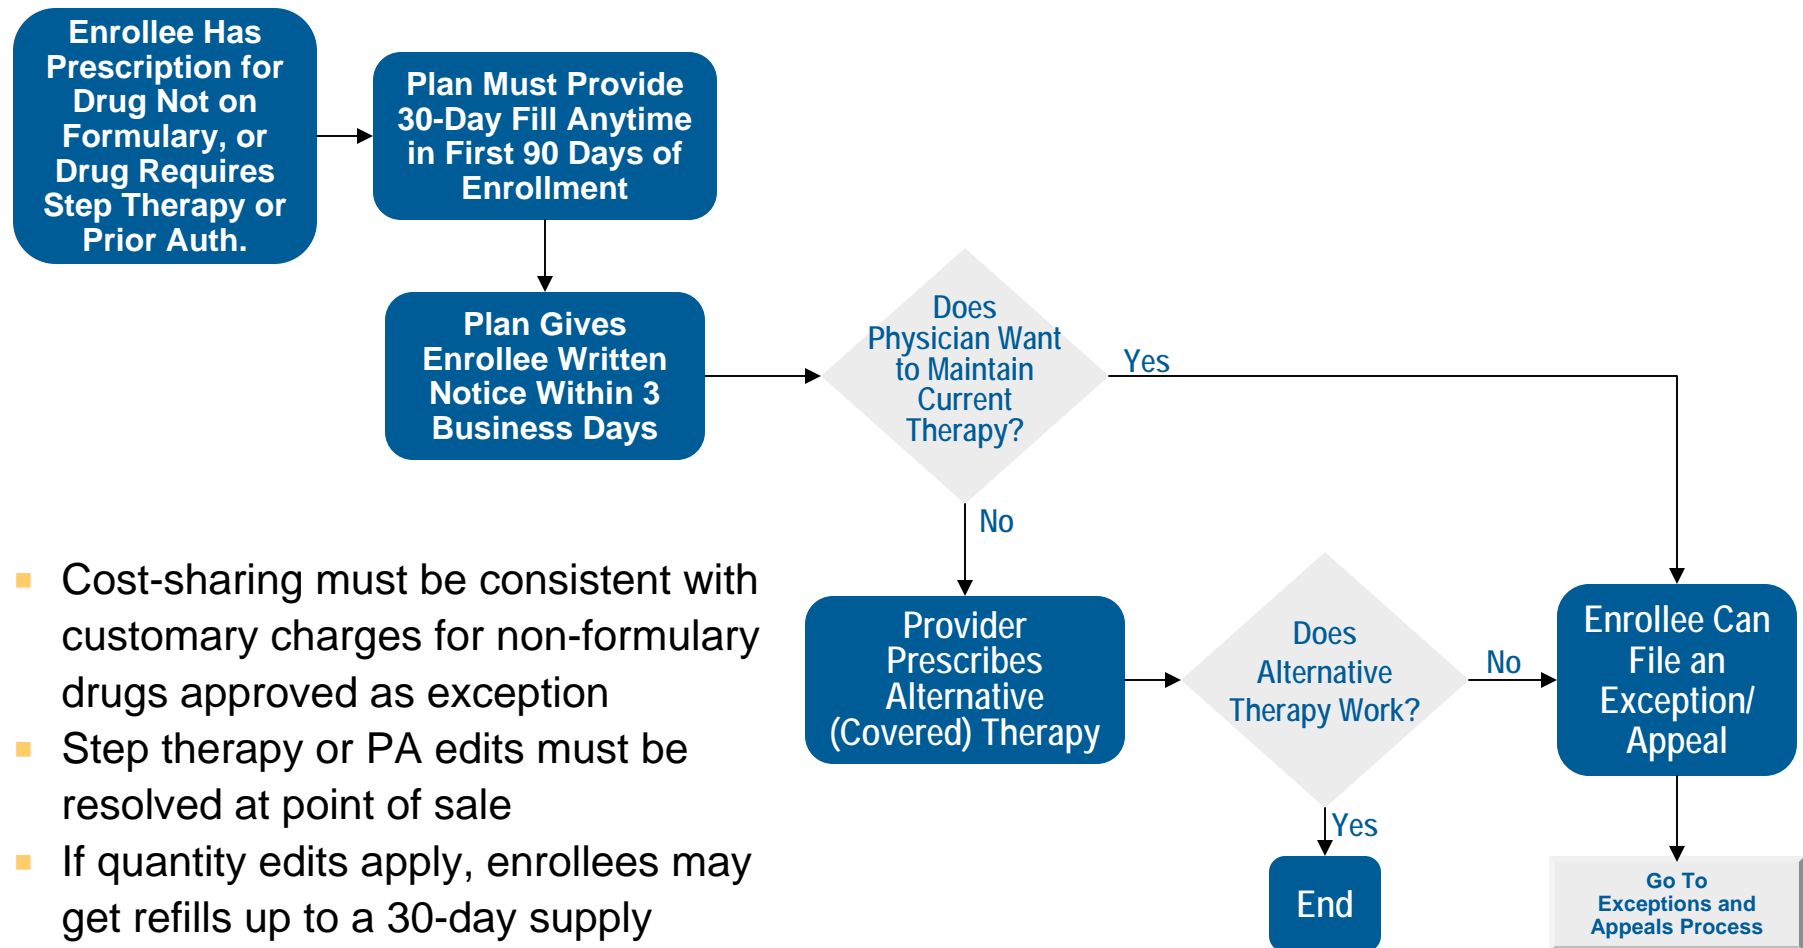 Enrollee Has
Prescription for
Drug Not on
Formulary, or
Drug Requires
Step Therapy or
Prior Auth.
Plan Must Provide
30-Day Fill Anytime
in First 90 Days of
Enrollment
Plan Gives
Enrollee Written
Notice Within 3
Business Days
Does
Physician Want
to Maintain
Current
Therapy?
Yes
No
Provider
Prescribes
Alternative
(Covered) Therapy
Does
Alternative
Therapy Work?
No
Yes
End
Enrollee Can
File an
Exception/
Appeal
Go To
Exceptions and
Appeals Process
Cost-sharing must be consistent with
customary charges for non-formulary
drugs approved as exception
Step therapy or PA edits must be
resolved at point of sale
If quantity edits apply, enrollees may
get refills up to a 30-day supply